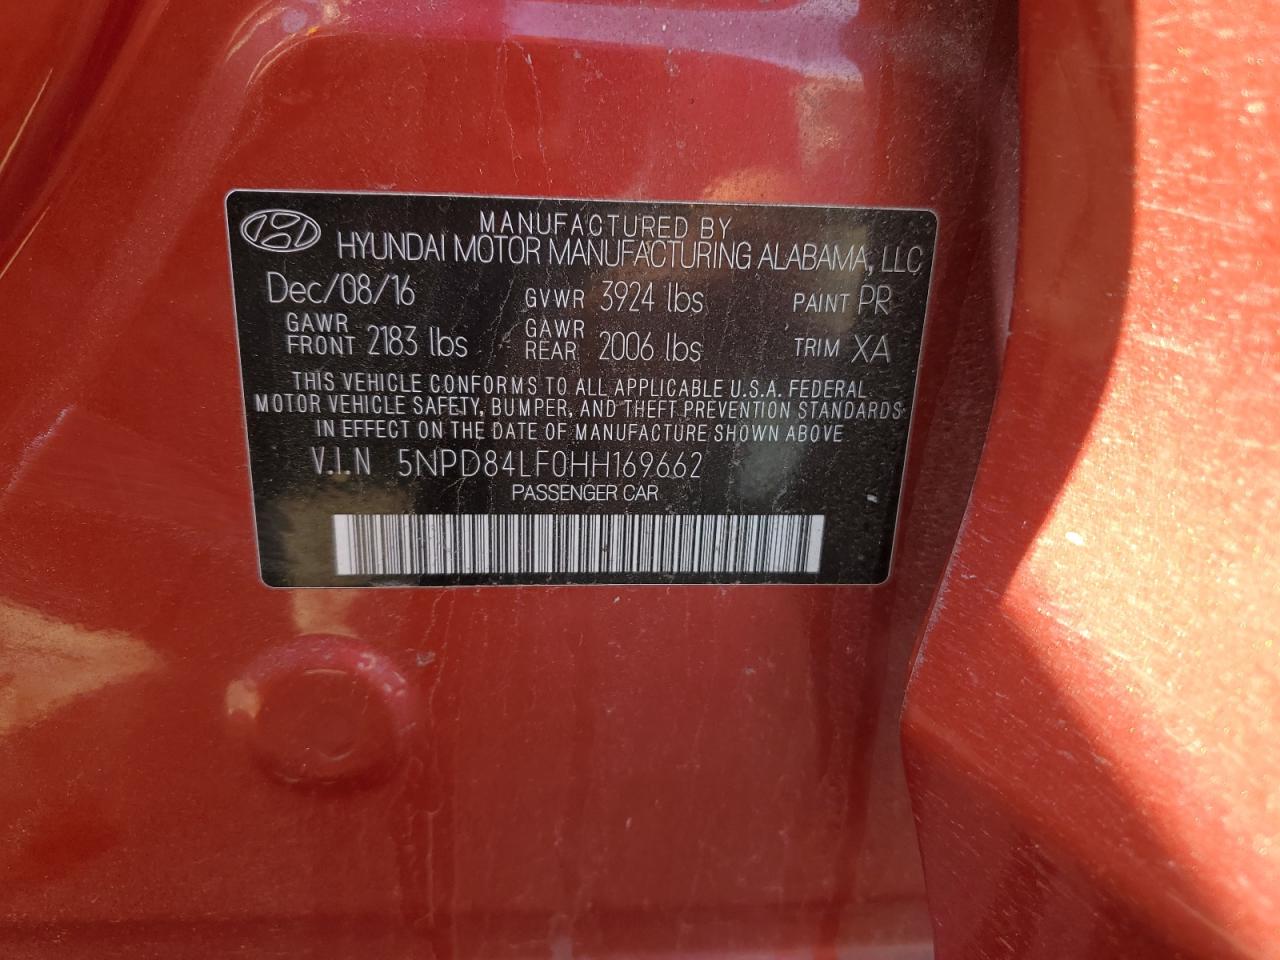 MANUFACTURED BY
HYUNDAI MOTOR MANUFACTURING ALABAMA, LLC
Dec/08/16 GVWR 3924 lbs PAINT PR
GAWR FRONT 2183 lbs GAWR REAR 2006 lbs TRIM XA
THIS VEHICLE CONFORMS TO ALL APPLICABLE U.S.A. FEDERAL
MOTOR VEHICLE SAFETY, BUMPER, AND THEFT PREVENTION STANDARDS
IN EFFECT ON THE DATE OF MANUFACTURE SHOWN ABOVE
V.I.N 5NPD84LF0HH169662
PASSENGER CAR